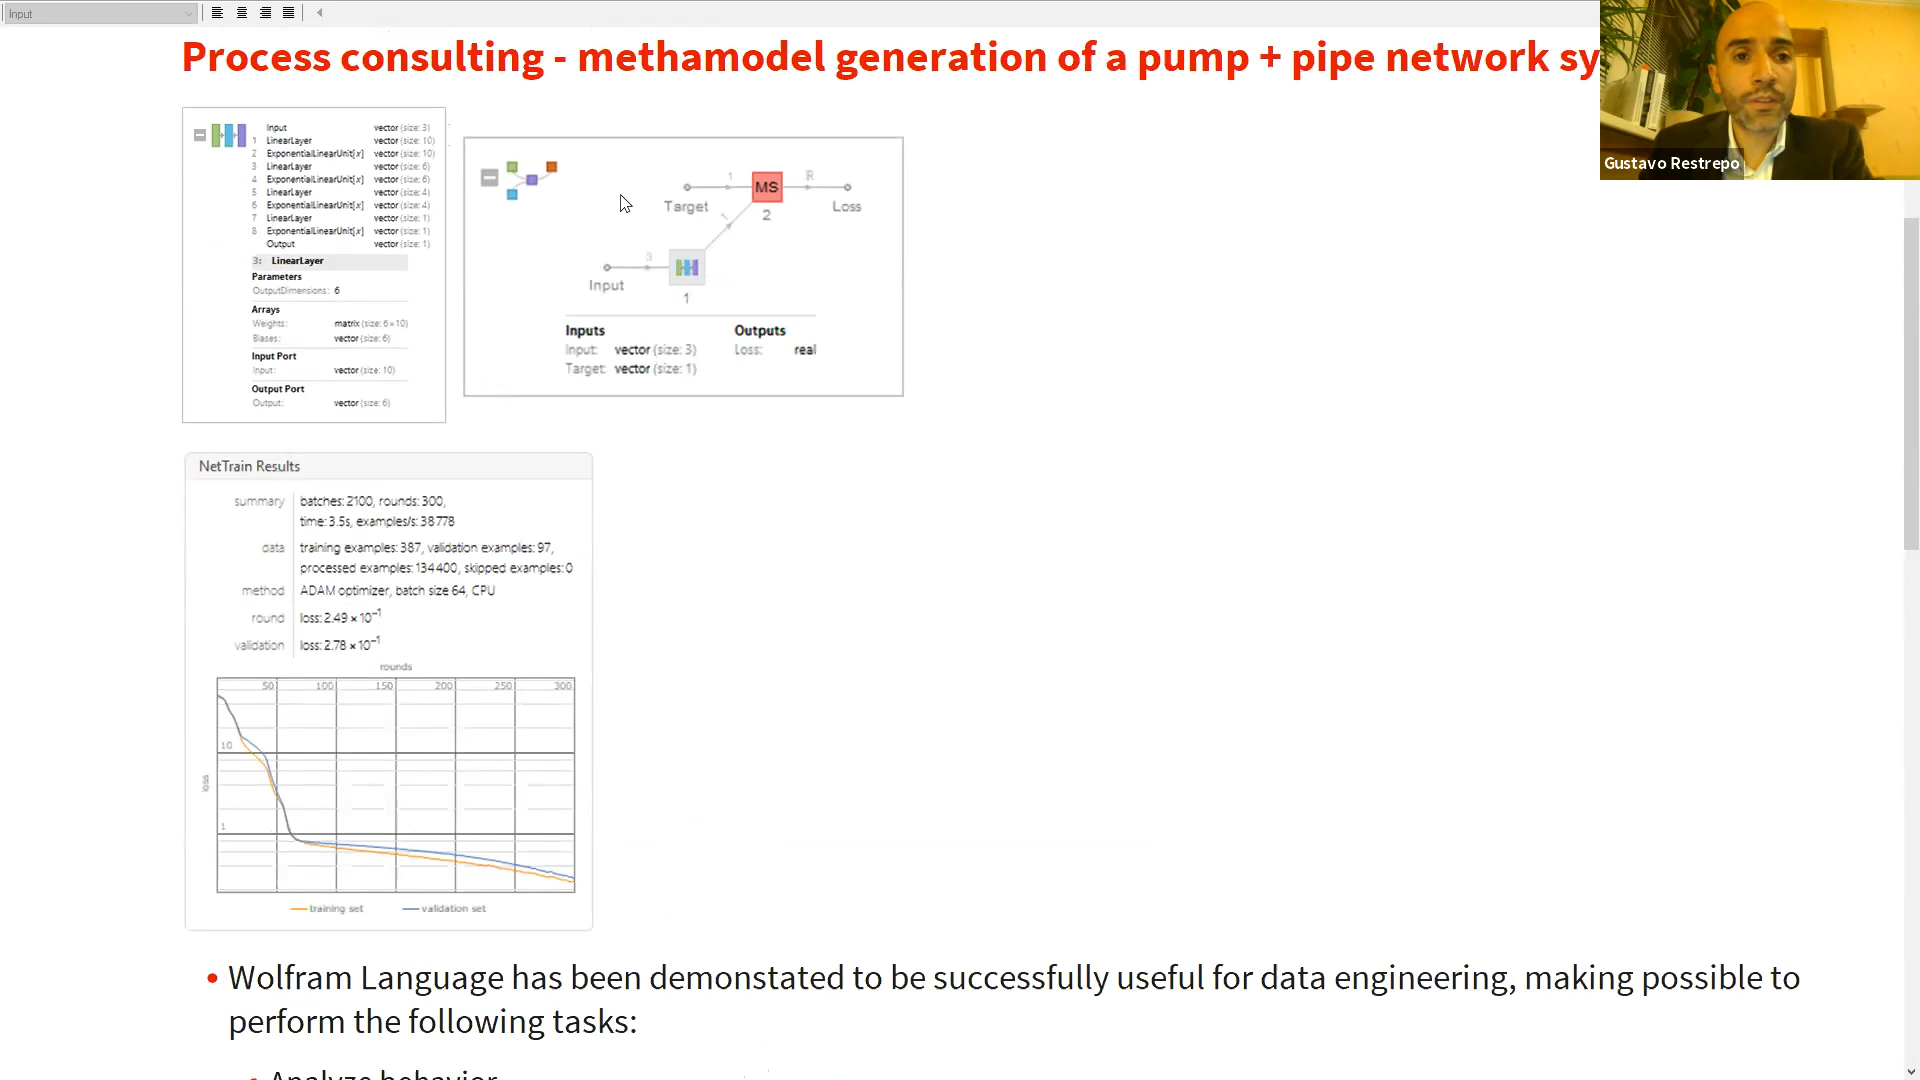 Input
Process consulting - methamodel generation of a pump + pipe network sy
Gustavo Restrepo
Input vector (size: 3)
1 LinearLayer vector (size: 10)
2 ExponentialLinearUnit[x] vector (size: 10)
3 LinearLayer vector (size: 6)
4 ExponentialLinearUnit[x] vector (size: 6)
5 LinearLayer vector (size: 4)
6 ExponentialLinearUnit[x] vector (size: 4)
7 LinearLayer vector (size: 1)
8 ExponentialLinearUnit[x] vector (size: 1)
Output vector (size: 1)
3: LinearLayer
Parameters
OutputDimensions: 6
Arrays
Weights: matrix (size: 6×10)
Biases: vector (size: 6)
Input Port
Input: vector (size: 10)
Output Port
Output: vector (size: 6)
1 MS R
Target 2 Loss
3
Input 1
Inputs Outputs
Input: vector (size: 3) Loss: real
Target: vector (size: 1)
NetTrain Results
summary batches: 2100, rounds: 300,
time: 3.5s, examples/s: 38778
data training examples: 387, validation examples: 97,
processed examples: 134400, skipped examples: 0
method ADAM optimizer, batch size 64, CPU
round loss: 2.49 × 10⁻¹
validation loss: 2.78 × 10⁻¹
rounds
50 100 150 200 250 300
10
loss
1
training set validation set
• Wolfram Language has been demonstated to be successfully useful for data engineering, making possible to
perform the following tasks:
• Analyze behavior